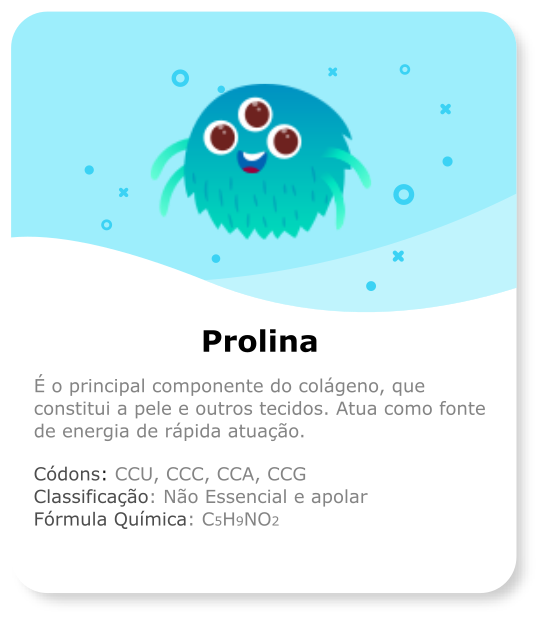 Prolina
É o principal componente do colágeno, que
constitui a pele e outros tecidos. Atua como fonte
de energia de rápida atuação.
Códons: CCU, CCC, CCA, CCG
Classificação: Não Essencial e apolar
Fórmula Química: C₅H₉NO₂